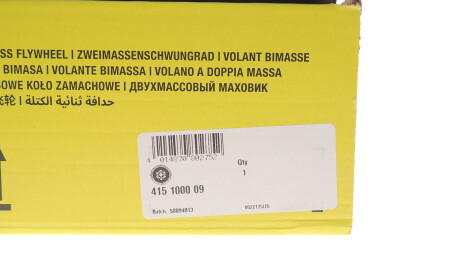 SS FLYWHEEL | ZWEIMASSENSCHWUNGRAD | VOLANT BIMASSE
BIMASA | VOLANTE BIMASSA | VOLANO A DOPPIA MASSA
OWE KOŁO ZAMACHOWE | ДВУХМАССОВЫЙ МАХОВИК
حدافة ثنائية الكتلة |
Qty
1
415 1000 09
Batch